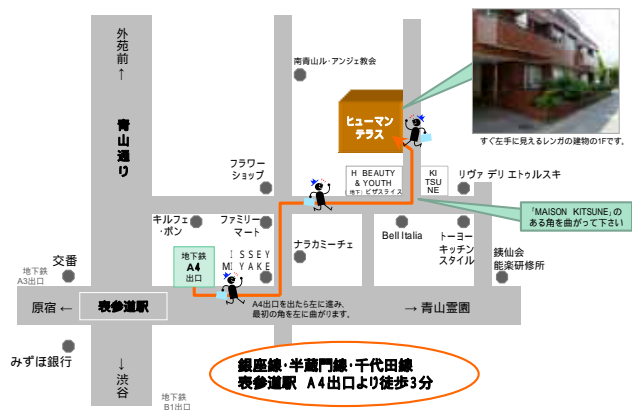 外苑前
↑
青山通り
南青山ル・アンジェ教会
ヒューマン
テラス
すぐ左手に見えるレンガの建物の1Fです。
フラワー
ショップ
H BEAUTY
& YOUTH
(地下)ピザスライス
KI
TSU
NE
リヴァ デリ エトゥルスキ
「MAISON KITSUNE」の
ある角を曲がって下さい
キルフェ
・ボン
ファミリー
マート
ISSEY
MIYAKE
ナラカミーチェ
Bell Italia
トーヨー
キッチン
スタイル
銕仙会
能楽研修所
交番
地下鉄
A3出口
地下鉄
A4
出口
原宿 ←
表参道駅
A4出口を出たら左に進み、
最初の角を左に曲がります。
→ 青山霊園
みずほ銀行
↓
渋谷
地下鉄
B1出口
銀座線・半蔵門線・千代田線
表参道駅 A4出口より徒歩3分